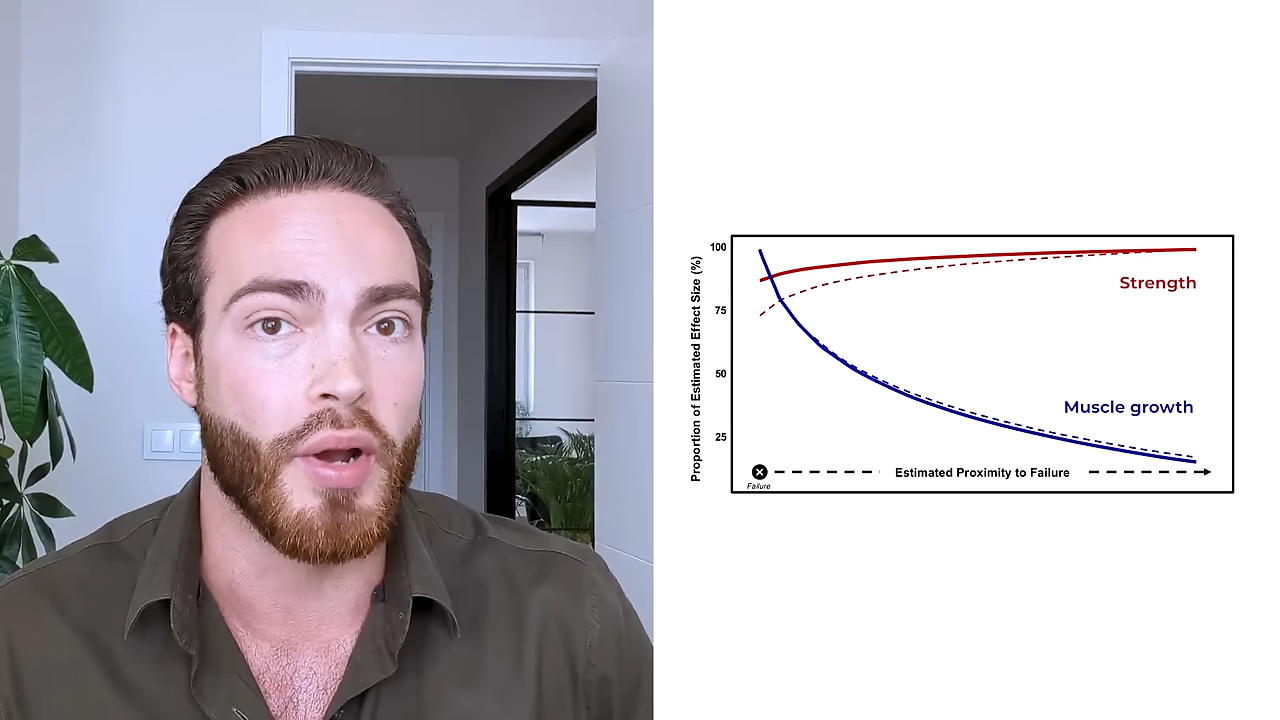 Proportion of Estimated Effect Size (%)
100
75
50
25
Strength
Muscle growth
Estimated Proximity to Failure
Failure